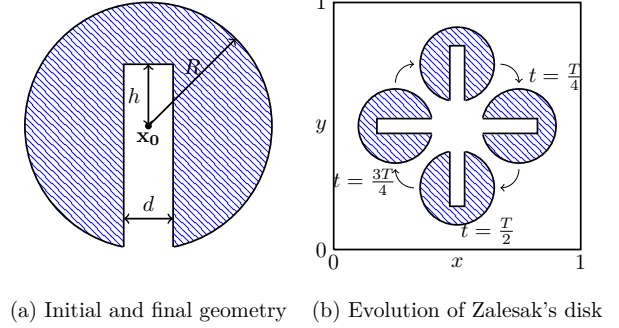 R
h
x₀
d
(a) Initial and final geometry
1
t = T/4
y
t = 3T/4
t = T/2
0
0
x
1
(b) Evolution of Zalesak's disk